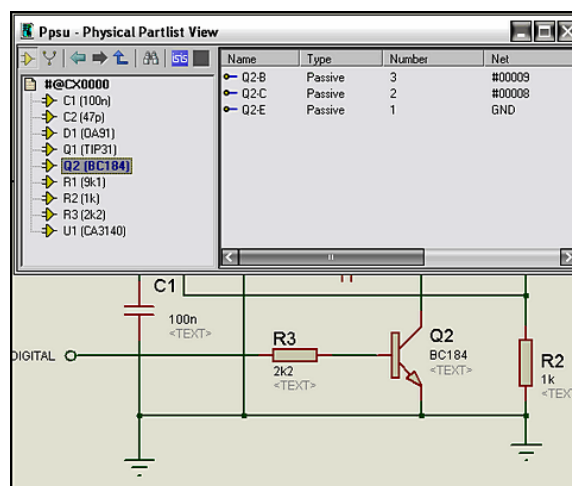 Ppsu - Physical Partlist View
ISIS
Name Type Number Net
#@CX0000
C1 (100n)
C2 (47p)
D1 (OA91)
Q1 (TIP31)
Q2 (BC184)
R1 (9k1)
R2 (1k)
R3 (2k2)
U1 (CA3140)
Q2-B Passive 3 #00009
Q2-C Passive 2 #00008
Q2-E Passive 1 GND
C1
100n
<TEXT>
DIGITAL
R3
2k2
<TEXT>
Q2
BC184
<TEXT>
R2
1k
<TEXT